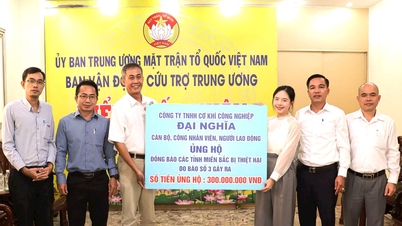 ỦY BAN TRUNG ƯƠNG MẶT TRẬN TỔ QUỐC VIỆT NAM
BAN VẬN ĐỘNG CỨU TRỢ TRUNG ƯƠNG
CÔNG TY TNHH CƠ KHÍ CÔNG NGHIỆP
ĐẠI NGHĨA
CÁN BỘ, CÔNG NHÂN VIÊN, NGƯỜI LAO ĐỘNG
ỦNG HỘ
ĐỒNG BÀO CÁC TỈNH MIỀN BẮC BỊ THIỆT HẠI
DO BÃO SỐ 3 GÂY RA
SỐ TIỀN ỦNG HỘ : 300.000.000 VNĐ